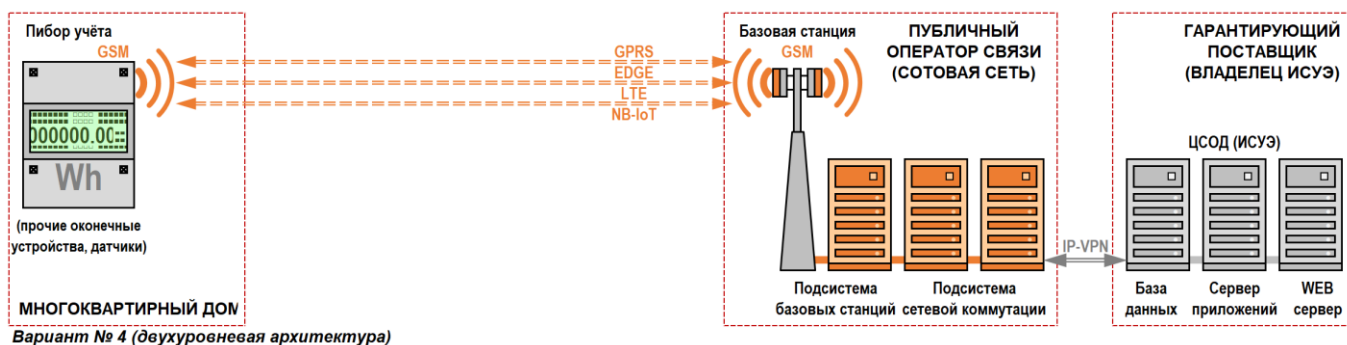 Пибор учёта
GSM
000000.00
Wh
(прочие оконечные
устройства, датчики)
МНОГОКВАРТИРНЫЙ ДОМ
GPRS
EDGE
LTE
NB-IoT
Базовая станция
GSM
ПУБЛИЧНЫЙ
ОПЕРАТОР СВЯЗИ
(СОТОВАЯ СЕТЬ)
Подсистема
базовых станций
Подсистема
сетевой коммутации
IP-VPN
ГАРАНТИРУЮЩИЙ
ПОСТАВЩИК
(ВЛАДЕЛЕЦ ИСУЭ)
ЦСОД (ИСУЭ)
База
данных
Сервер
приложений
WEB
сервер
Вариант № 4 (двухуровневая архитектура)